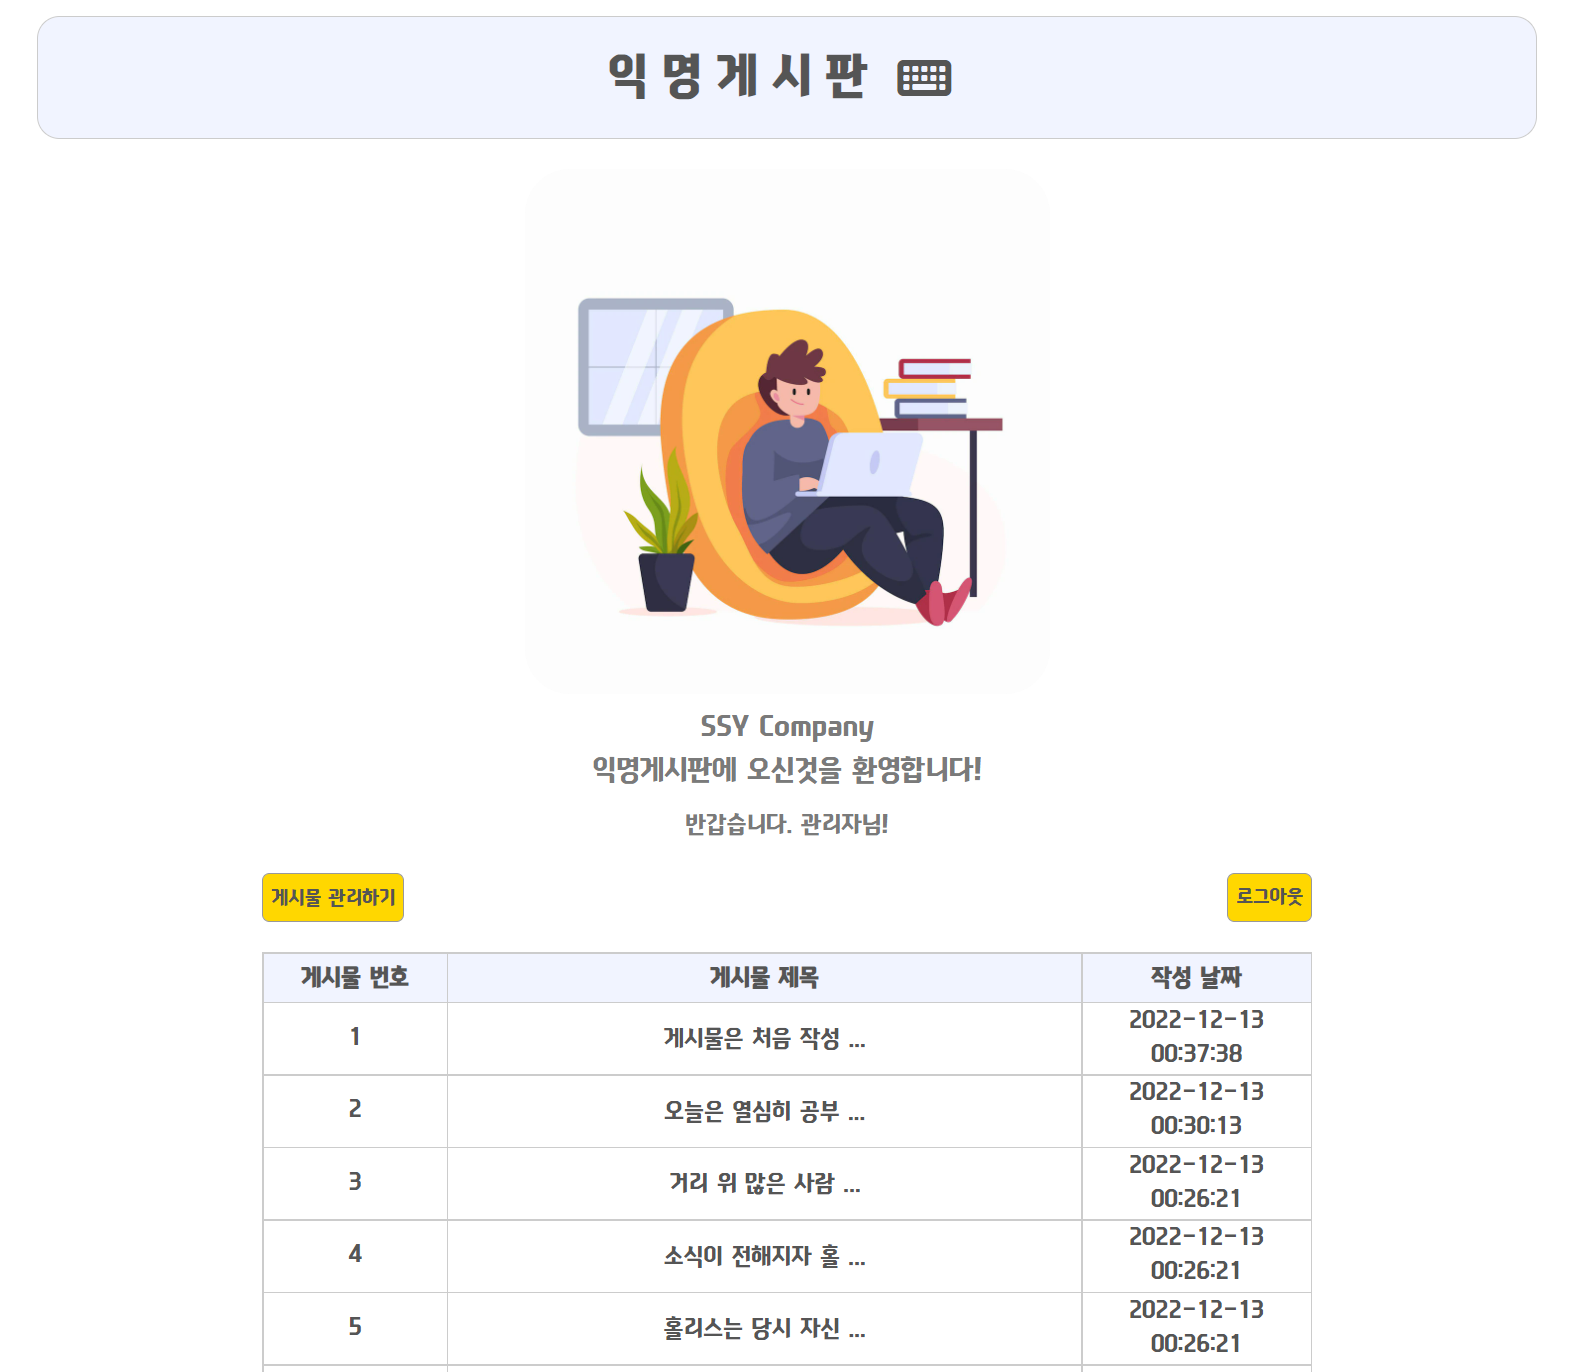 익명게시판
SSY Company
익명게시판에 오신것을 환영합니다!
반갑습니다. 관리자님!
게시물 관리하기
로그아웃
게시물 번호 게시물 제목 작성 날짜
1 게시물은 처음 작성 ... 2022-12-13
00:37:38
2 오늘은 열심히 공부 ... 2022-12-13
00:30:13
3 거리 위 많은 사람 ... 2022-12-13
00:26:21
4 소식이 전해지자 홀 ... 2022-12-13
00:26:21
5 홀리스는 당시 자신 ... 2022-12-13
00:26:21